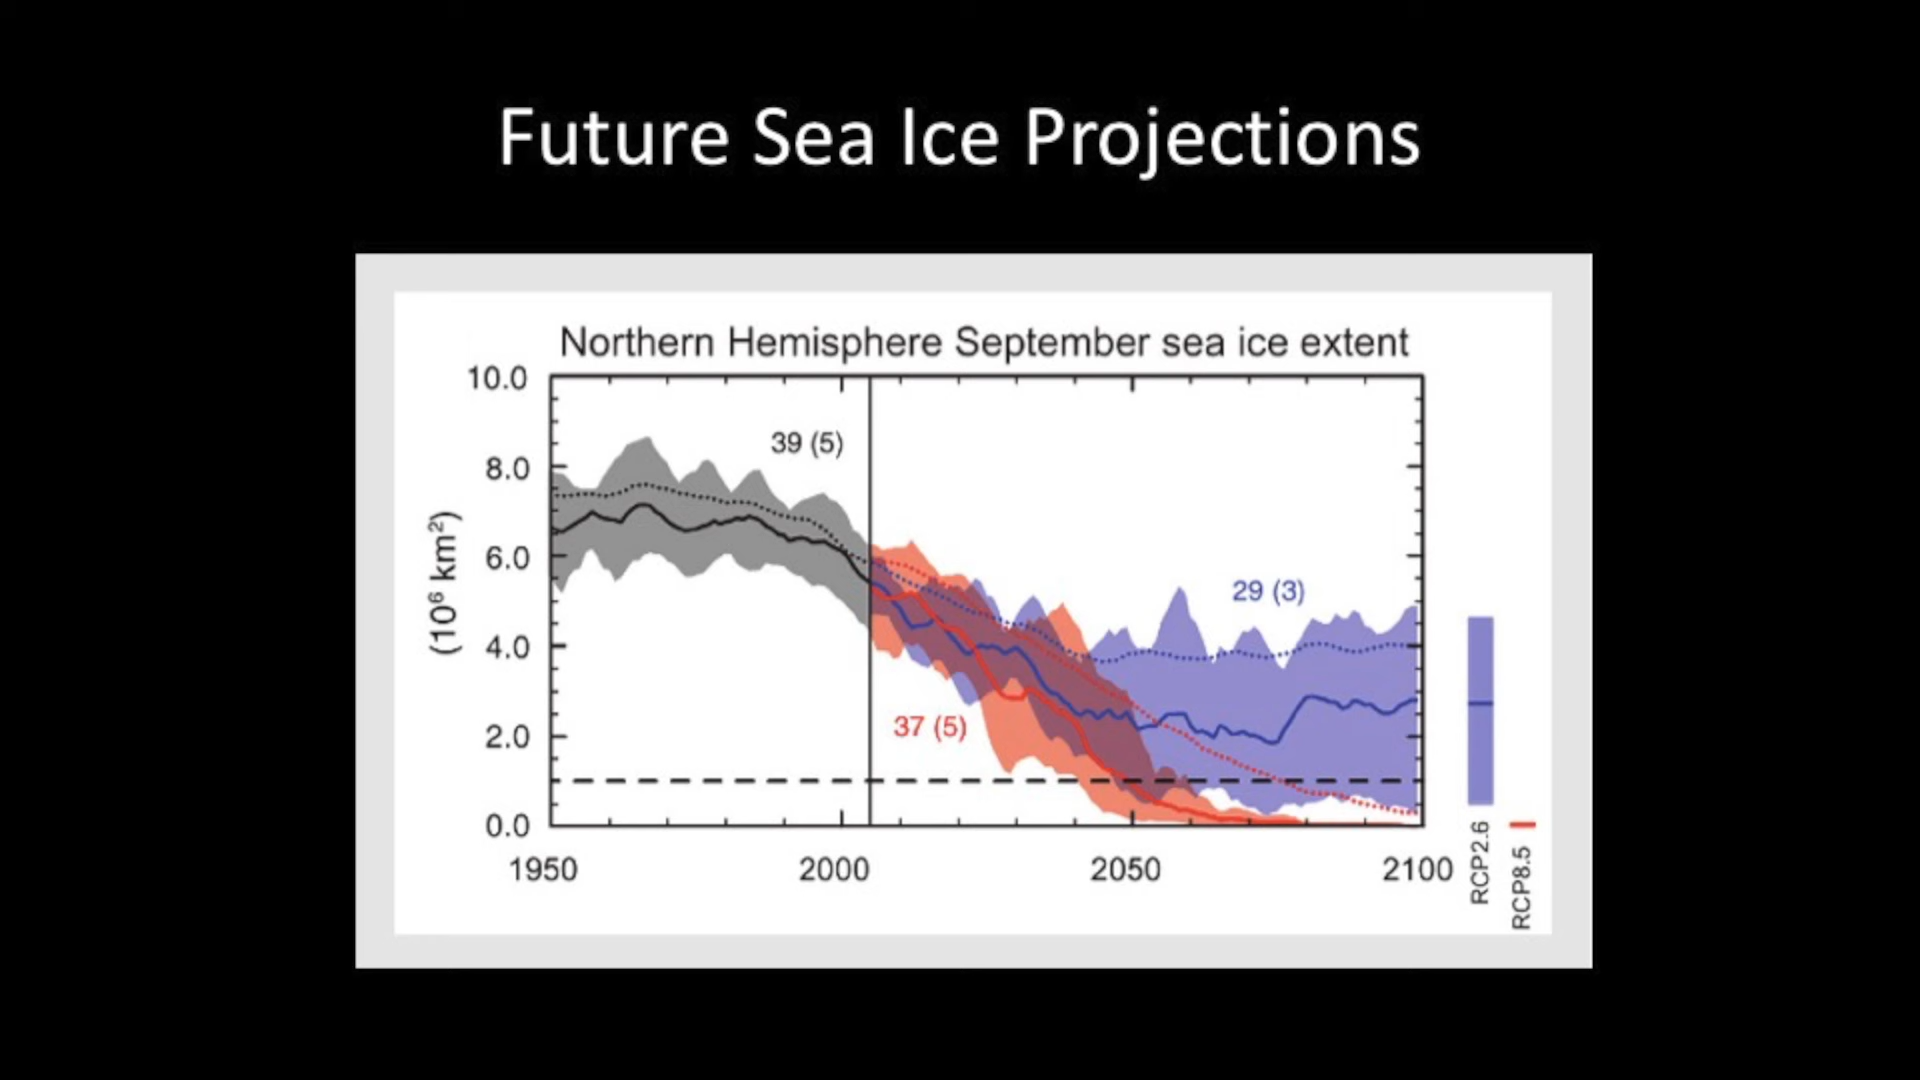 Future Sea Ice Projections
Northern Hemisphere September sea ice extent
(10⁶ km²)
10.0
8.0
6.0
4.0
2.0
0.0
39 (5)
29 (3)
37 (5)
1950
2000
2050
2100
RCP2.6
RCP8.5